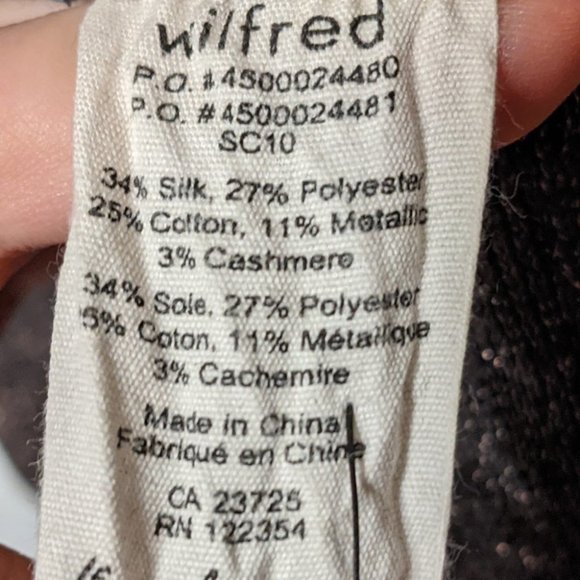 wilfred
P.O. #4500024480
P.O. #4500024481
SC10
34% Silk, 27% Polyester
25% Cotton, 11% Metallic
3% Cashmere
34% Soie, 27% Polyester
5% Coton, 11% Métallique
3% Cachemire
Made in China
Fabriqué en Chine
CA 23725
RN 122354